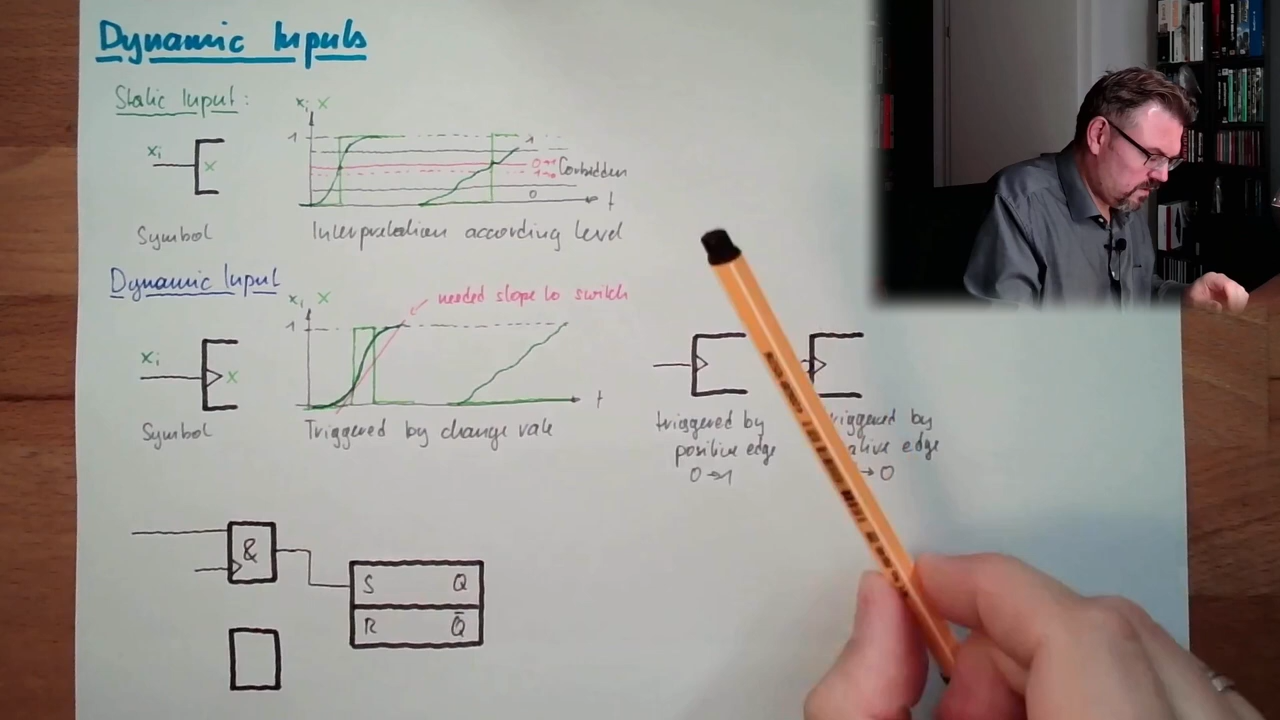 Dynamic Inputs
Static Input:
xi x
1
1
0→1
1→0
Forbidden
0
t
xi
x
Symbol
Interpretation according level
Dynamic Input
xi x
needed slope to switch
1
xi
x
t
Symbol
Triggered by change rate
triggered by
positive edge
0→1
triggered by
edge
→0
&
S Q
R Q̄